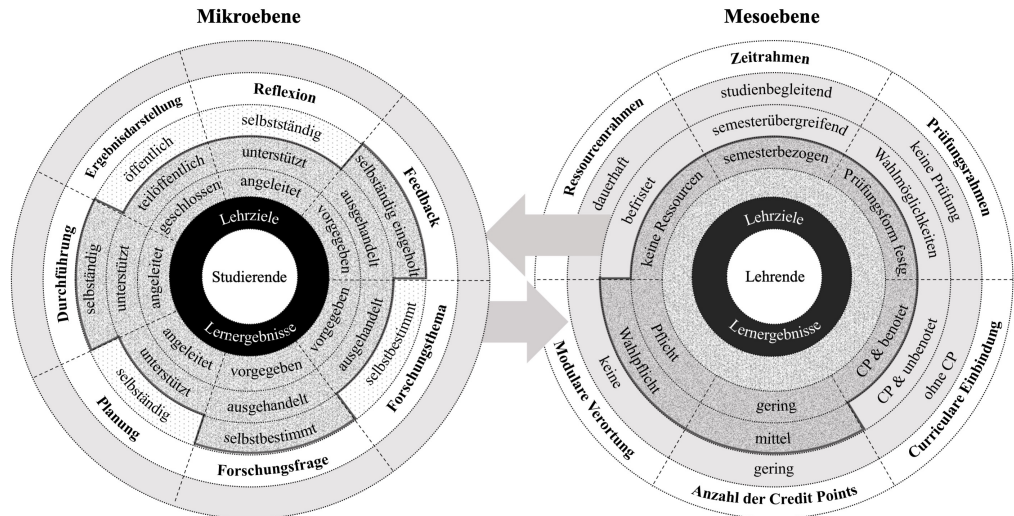 Mikroebene
Reflexion
selbstständig
unterstützt
angeleitet
Feedback
selbständig eingeholt
ausgehandelt
vorgegeben
Forschungsthema
selbstbestimmt
ausgehandelt
vorgegeben
Forschungsfrage
selbstbestimmt
ausgehandelt
vorgegeben
Planung
selbständig
unterstützt
angeleitet
Durchführung
selbständig
unterstützt
angeleitet
Ergebnisdarstellung
öffentlich
teilöffentlich
geschlossen
Lehrziele
Studierende
Lernergebnisse
Mesoebene
Zeitrahmen
studienbegleitend
semesterübergreifend
semesterbezogen
Prüfungsrahmen
keine Prüfung
Wahlmöglichkeiten
Prüfungsform festg.
Curriculare Einbindung
ohne CP
CP & unbenotet
CP & benotet
Anzahl der Credit Points
gering
mittel
gering
Modulare Verortung
keine
Wahlpflicht
Pflicht
Ressourcenrahmen
dauerhaft
befristet
keine Ressourcen
Lehrziele
Lehrende
Lernergebnisse